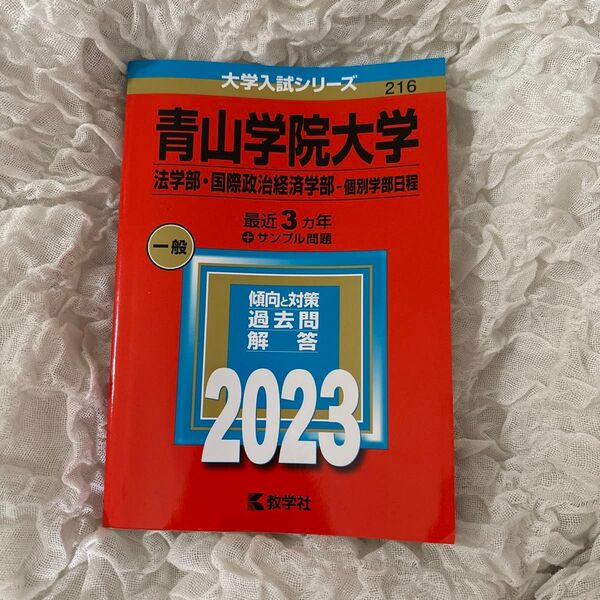 大学入試シリーズ
216
青山学院大学
法学部・国際政治経済学部-個別学部日程
最近3カ年
+サンプル問題
一般
傾向と対策
過去問
解答
2023
教学社